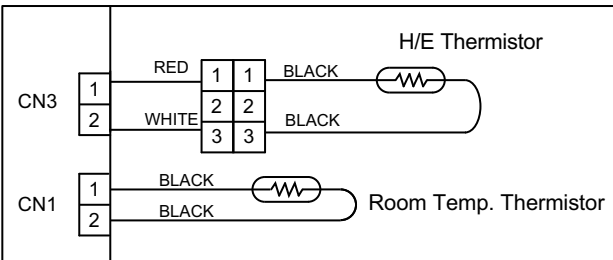 H/E Thermistor
RED 1 1 BLACK
CN3 1
2 2
2 WHITE 3 3 BLACK
CN1 1 BLACK
2 BLACK Room Temp. Thermistor